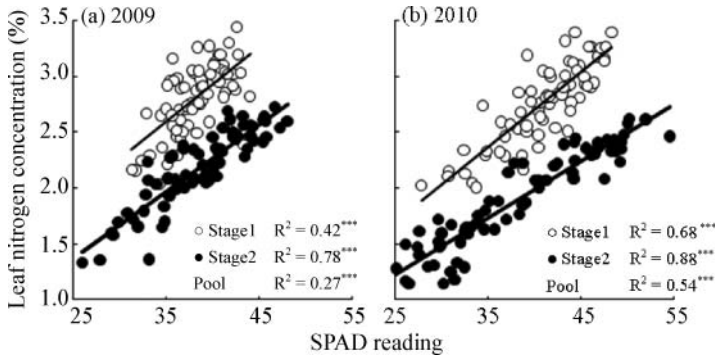 Leaf nitrogen concentration (%)
3.5
3.0
2.5
2.0
1.5
1.0
(a) 2009
Stage1 R² = 0.42***
Stage2 R² = 0.78***
Pool R² = 0.27***
25 35 45 55
(b) 2010
Stage1 R² = 0.68***
Stage2 R² = 0.88***
Pool R² = 0.54***
25 35 45 55
SPAD reading